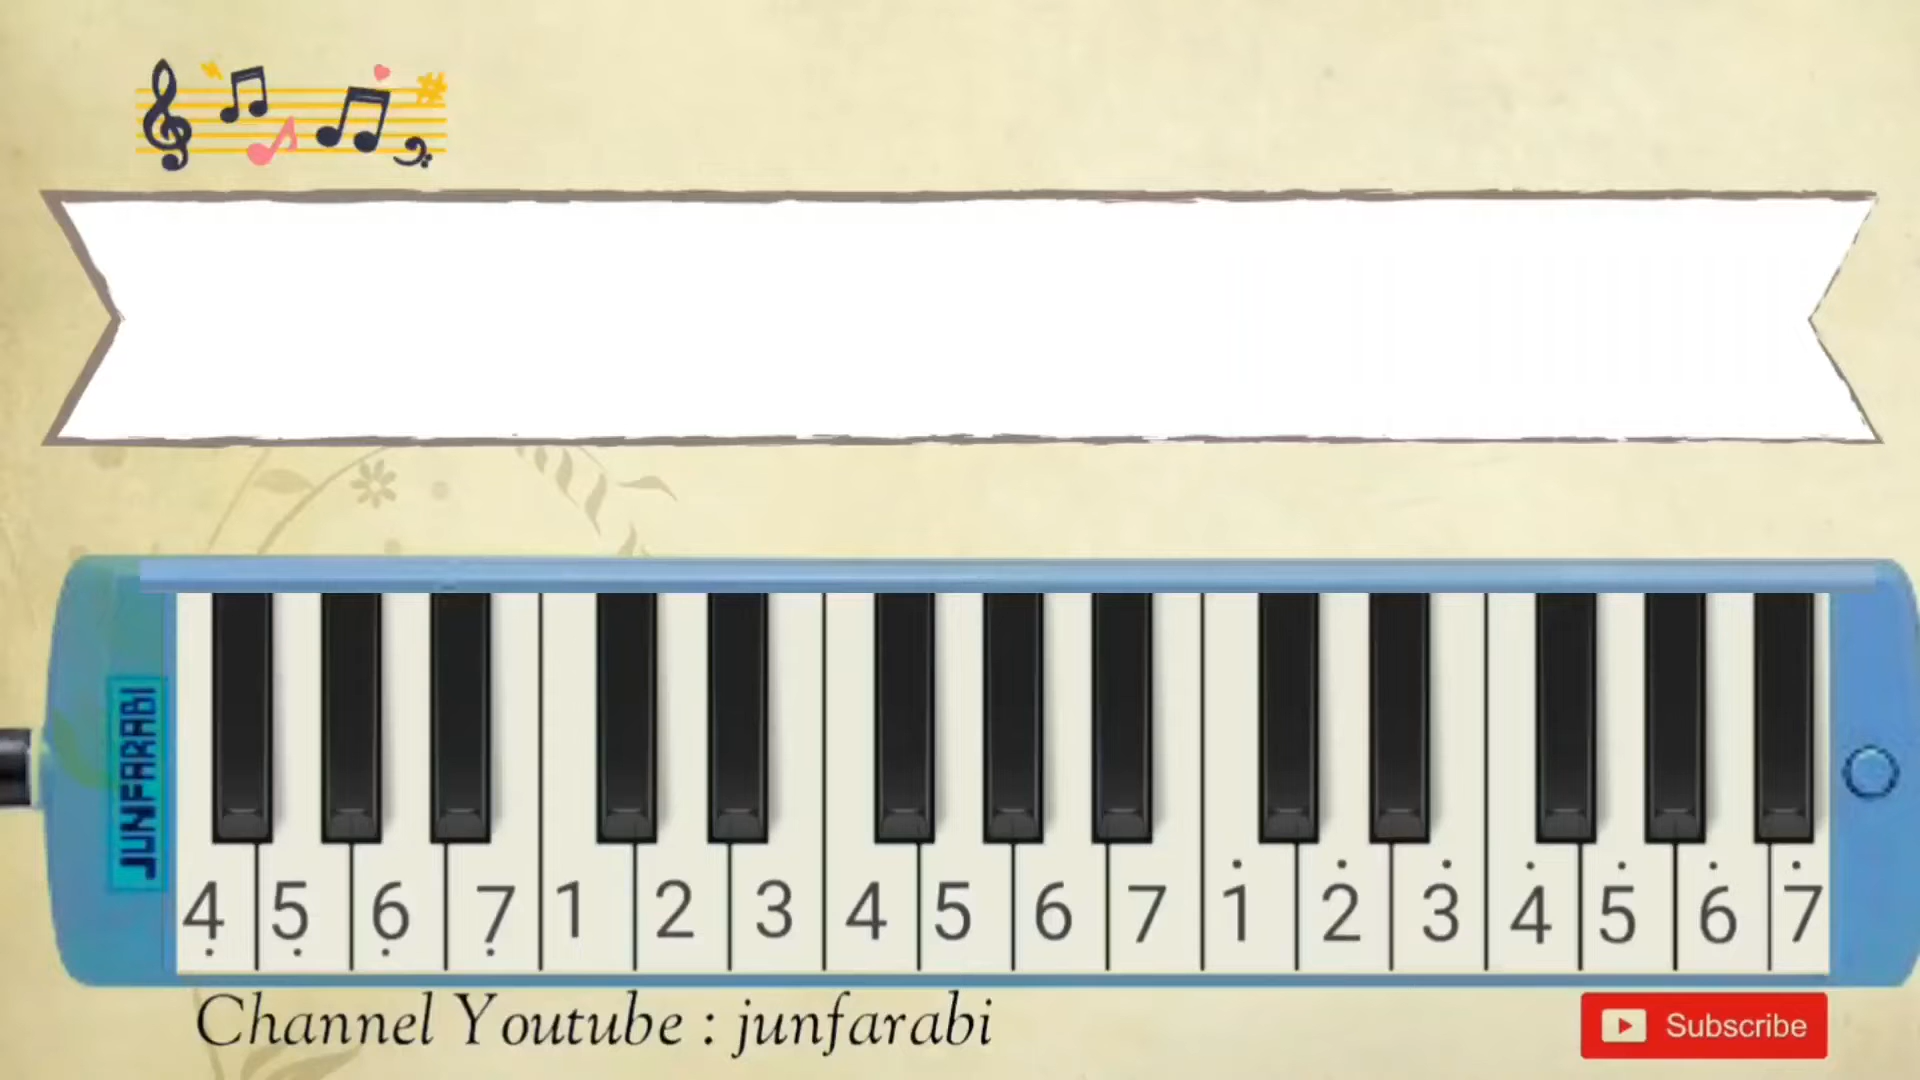 JUNFARABI
4̣ 5̣ 6̣ 7̣ 1 2 3 4 5 6 7 1̇ 2̇ 3̇ 4̇ 5̇ 6̇ 7̇
Channel Youtube : junfarabi
Subscribe